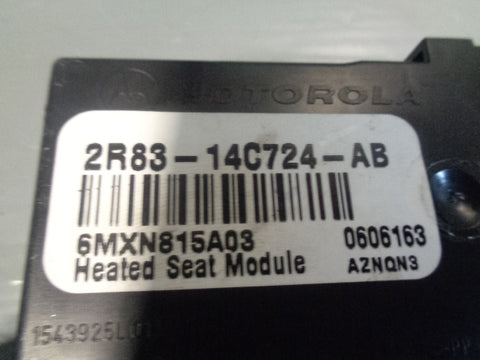 MOTOROLA
2R83-14C724-AB
6MXN815A03 0606163
Heated Seat Module AZNQN3